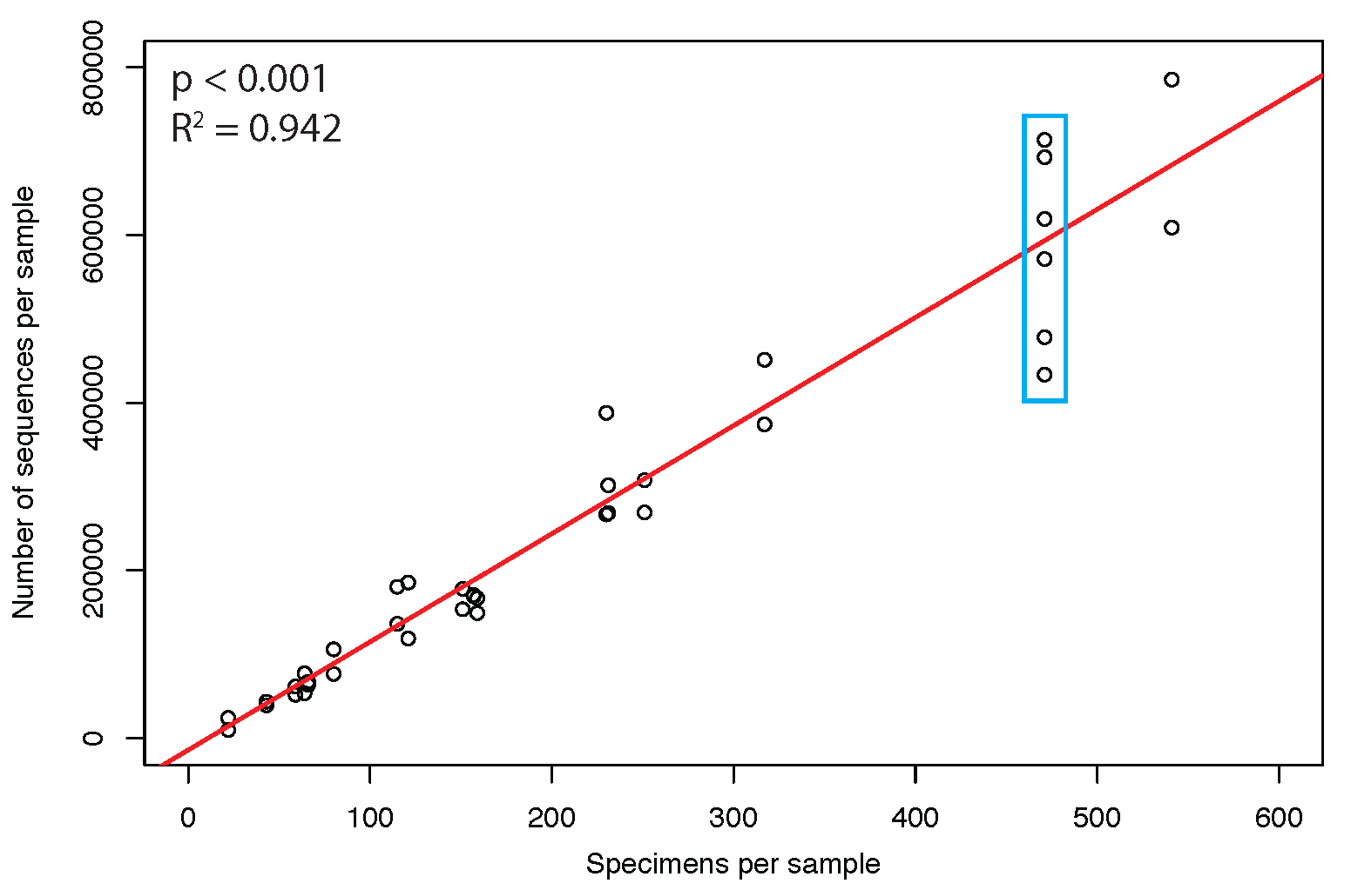 p < 0.001
R² = 0.942
Number of sequences per sample
800000
600000
400000
200000
0
0 100 200 300 400 500 600
Specimens per sample